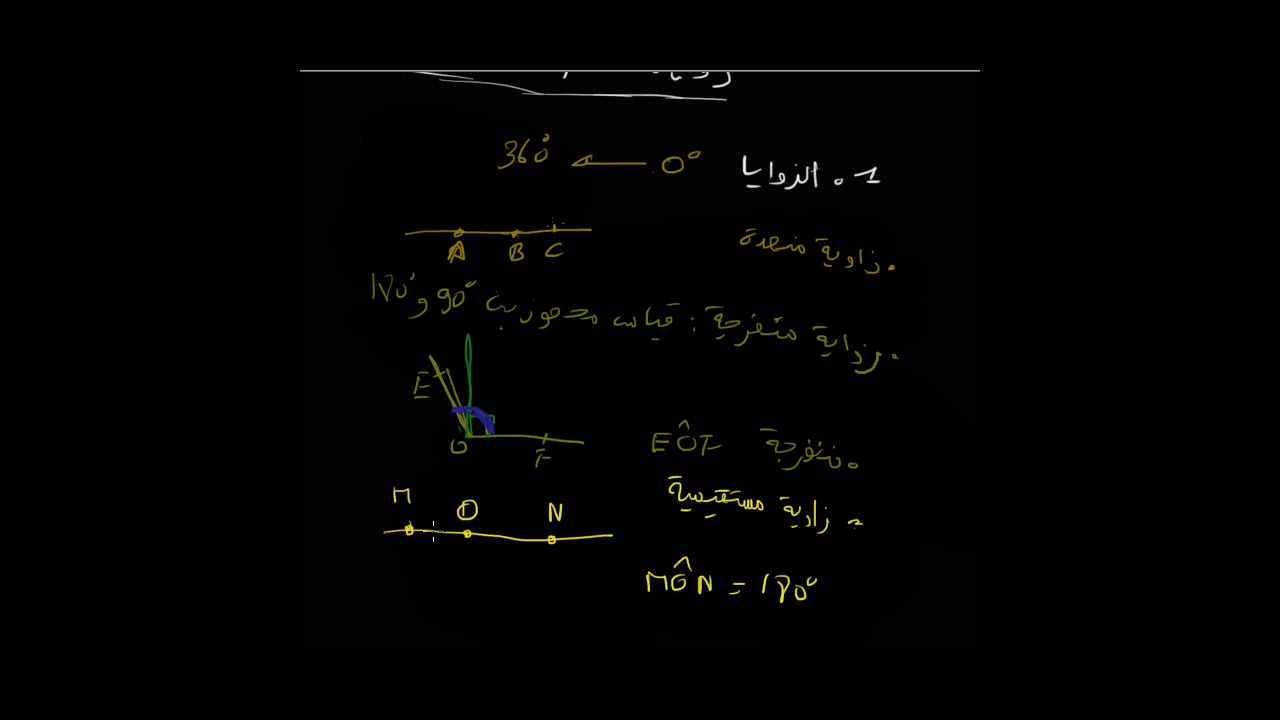 1. الزوايا 0° ← 360°
. زاوية منعدمة
A B C
. زاوية منفرجة : قياس محصور بين 90° و 180°
E
O F
. منفرجة EÔF
. زاوية مستقيمية
M O N
MÔN = 180°